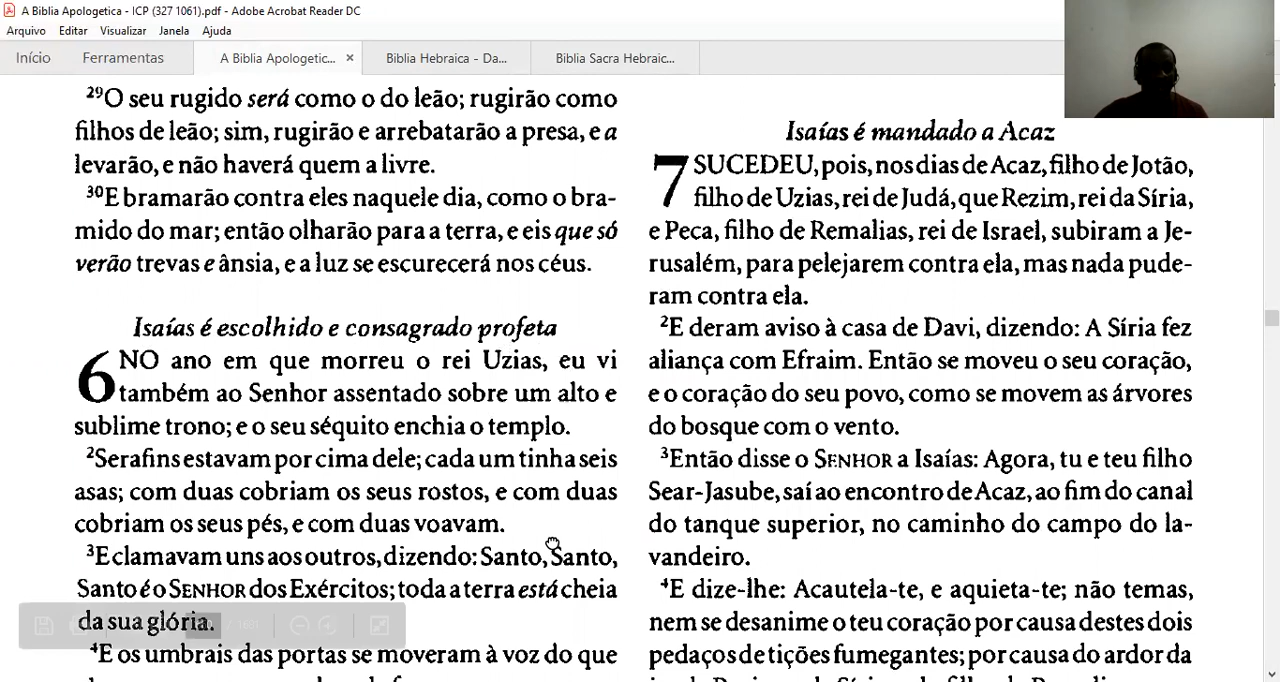 A Biblia Apologetica - ICP (327 1061).pdf - Adobe Acrobat Reader DC
Arquivo Editar Visualizar Janela Ajuda
Início Ferramentas A Biblia Apologetic... × Biblia Hebraica - Da... Biblia Sacra Hebraic...
²⁹O seu rugido será como o do leão; rugirão como
filhos de leão; sim, rugirão e arrebatarão a presa, e a
levarão, e não haverá quem a livre.
³⁰E bramarão contra eles naquele dia, como o bra-
mido do mar; então olharão para a terra, e eis que só
verão trevas e ânsia, e a luz se escurecerá nos céus.
Isaías é escolhido e consagrado profeta
6 NO ano em que morreu o rei Uzias, eu vi
também ao Senhor assentado sobre um alto e
sublime trono; e o seu séquito enchia o templo.
²Serafins estavam por cima dele; cada um tinha seis
asas; com duas cobriam os seus rostos, e com duas
cobriam os seus pés, e com duas voavam.
³E clamavam uns aos outros, dizendo: Santo, Santo,
Santo é o SENHOR dos Exércitos; toda a terra está cheia
da sua glória.
⁴E os umbrais das portas se moveram à voz do que
Isaías é mandado a Acaz
7 SUCEDEU, pois, nos dias de Acaz, filho de Jotão,
filho de Uzias, rei de Judá, que Rezim, rei da Síria,
e Peca, filho de Remalias, rei de Israel, subiram a Je-
rusalém, para pelejarem contra ela, mas nada pude-
ram contra ela.
²E deram aviso à casa de Davi, dizendo: A Síria fez
aliança com Efraim. Então se moveu o seu coração,
e o coração do seu povo, como se movem as árvores
do bosque com o vento.
³Então disse o SENHOR a Isaías: Agora, tu e teu filho
Sear-Jasube, saí ao encontro de Acaz, ao fim do canal
do tanque superior, no caminho do campo do la-
vandeiro.
⁴E dize-lhe: Acautela-te, e aquieta-te; não temas,
nem se desanime o teu coração por causa destes dois
pedaços de tições fumegantes; por causa do ardor da